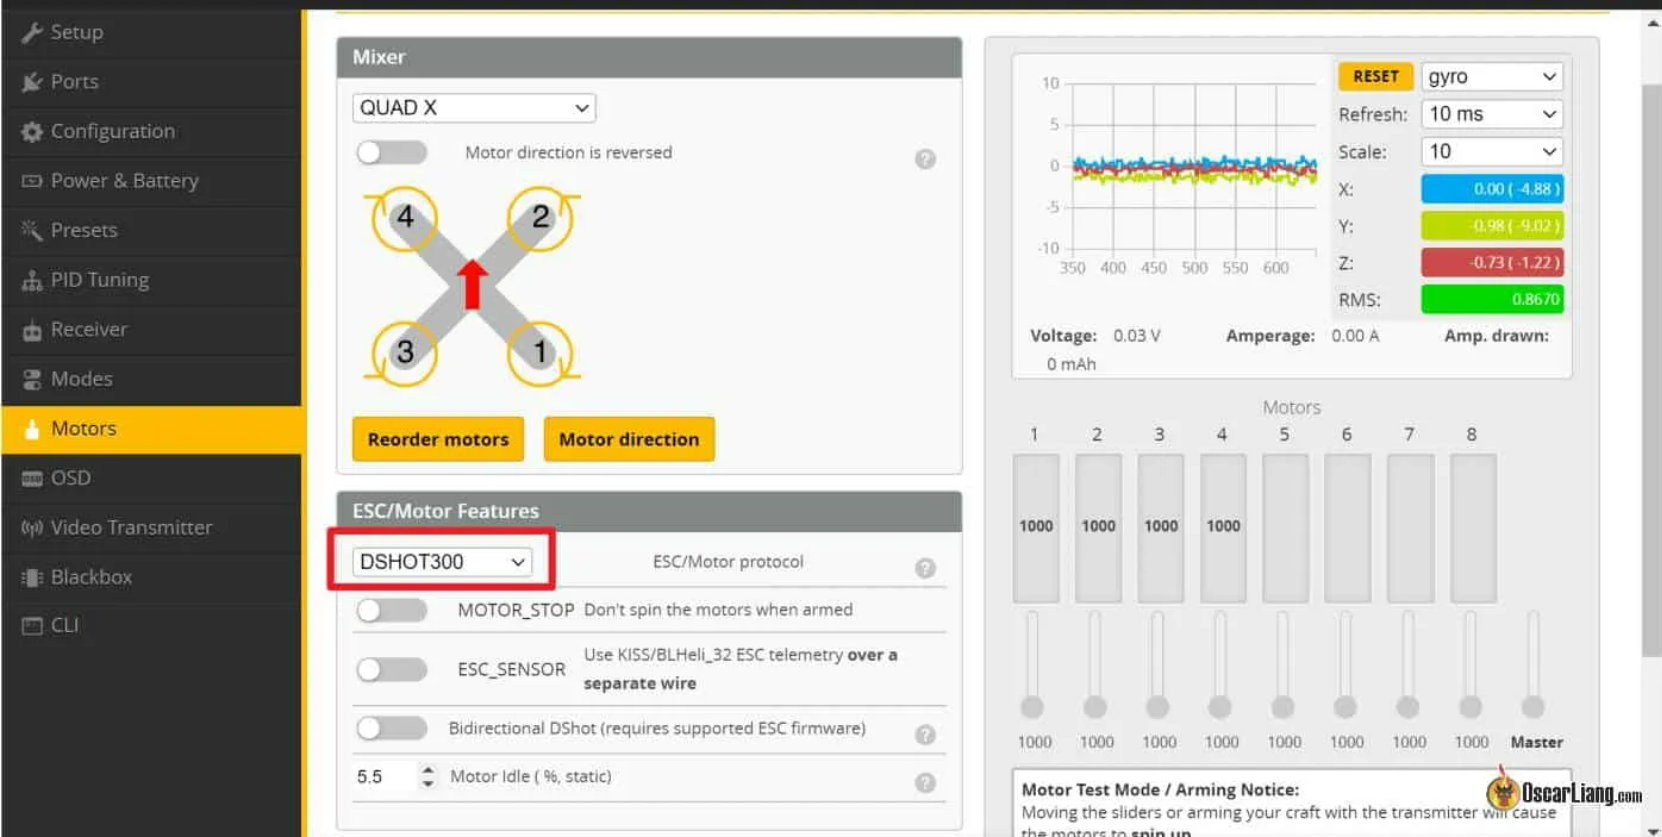 Setup
Ports
Configuration
Power & Battery
Presets
PID Tuning
Receiver
Modes
Motors
OSD
Video Transmitter
Blackbox
CLI
Mixer
QUAD X
Motor direction is reversed
?
4 2
3 1
Reorder motors Motor direction
ESC/Motor Features
DSHOT300 ESC/Motor protocol ?
MOTOR_STOP Don't spin the motors when armed
ESC_SENSOR Use KISS/BLHeli_32 ESC telemetry over a
separate wire
Bidirectional DShot (requires supported ESC firmware) ?
5.5 Motor Idle ( %, static) ?
10
5
0
-5
-10
350 400 450 500 550 600
RESET gyro
Refresh: 10 ms
Scale: 10
X: 0.00 ( -4.88 )
Y: -0.98 ( -9.02 )
Z: -0.73 ( -1.22 )
RMS: 0.8670
Voltage: 0.03 V Amperage: 0.00 A Amp. drawn:
0 mAh
Motors
1 2 3 4 5 6 7 8
1000 1000 1000 1000
1000 1000 1000 1000 1000 1000 1000 1000 Master
Motor Test Mode / Arming Notice:
Moving the sliders or arming your craft with the transmitter will cause
the motors to spin up
OscarLiang.com